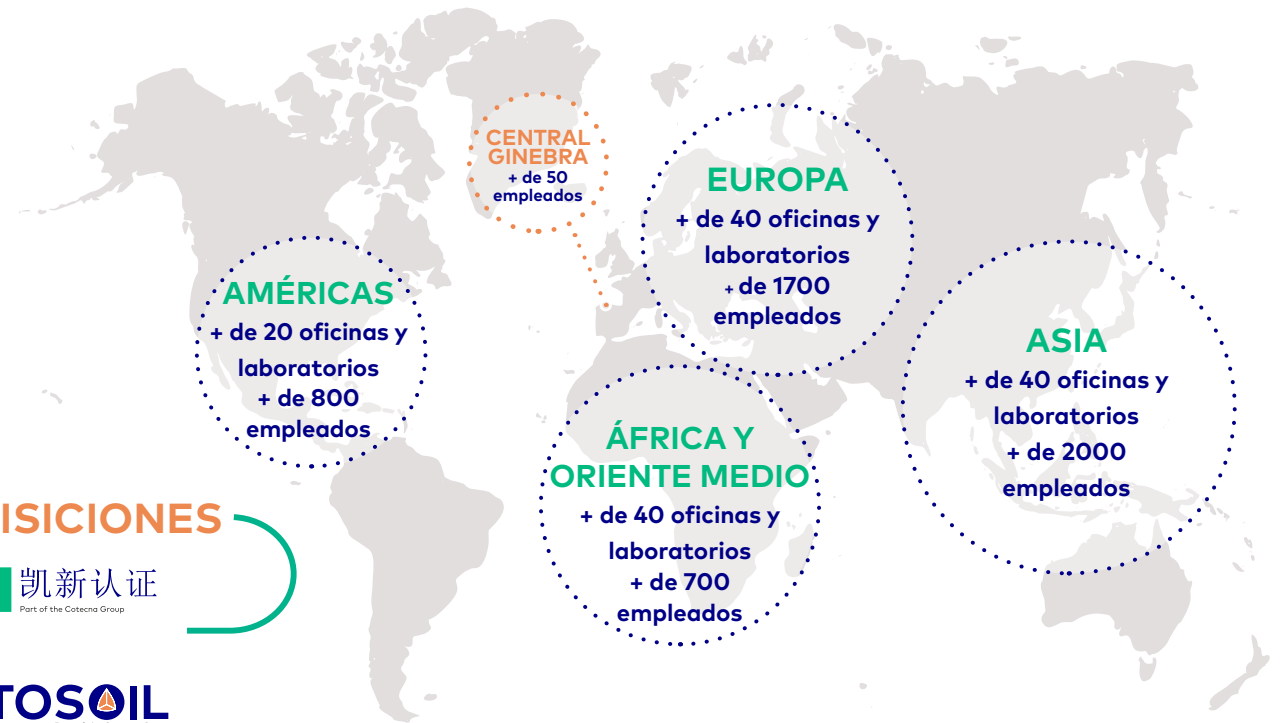 CENTRAL
GINEBRA
+ de 50
empleados
EUROPA
+ de 40 oficinas y
laboratorios
+ de 1700
empleados
AMÉRICAS
+ de 20 oficinas y
laboratorios
+ de 800
empleados
ASIA
+ de 40 oficinas y
laboratorios
+ de 2000
empleados
ÁFRICA Y
ORIENTE MEDIO
+ de 40 oficinas y
laboratorios
+ de 700
empleados
ISICIONES
凯新认证
Part of the Cotecna Group
TOSOIL